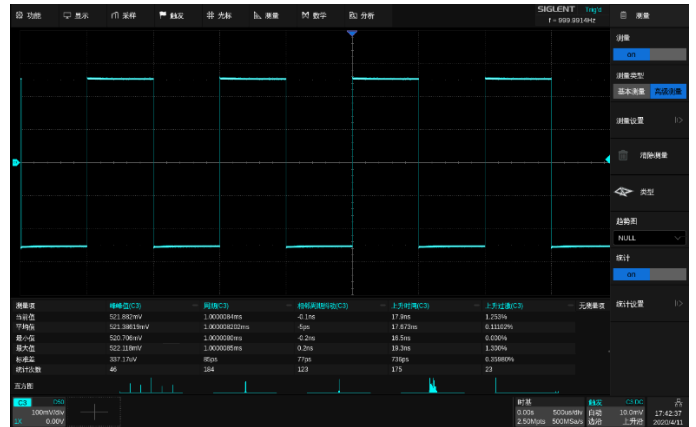 功能 显示 采样 触发 光标 测量 数学 分析 SIGLENT Trig'd 测量
f = 999.9914Hz
测量
on
测量类型
基本测量 高级测量
测量设置
清除测量
类型
趋势图
NULL
统计
on
统计设置
测量项 峰峰值(C3) 周期(C3) 相邻周期抖动(C3) 上升时间(C3) 上升过激(C3) 无测量项
当前值 521.882mV 1.0000084ms -0.1ns 17.9ns 1.253%
平均值 521.38619mV 1.000008202ms -5ps 17.673ns 0.11102%
最小值 520.706mV 1.0000080ms -0.2ns 16.5ns 0.000%
最大值 522.118mV 1.0000085ms 0.2ns 19.3ns 1.300%
标准差 337.17uV 85ps 77ps 736ps 0.35980%
统计次数 46 184 123 175 23
直方图
C3 D50 时基 触发 C3 DC
100mV/div 0.00s 500us/div 自动 10.0mV 17:42:37
1X 0.00V 2.50Mpts 500MSa/s 边沿 上升沿 2020/4/11